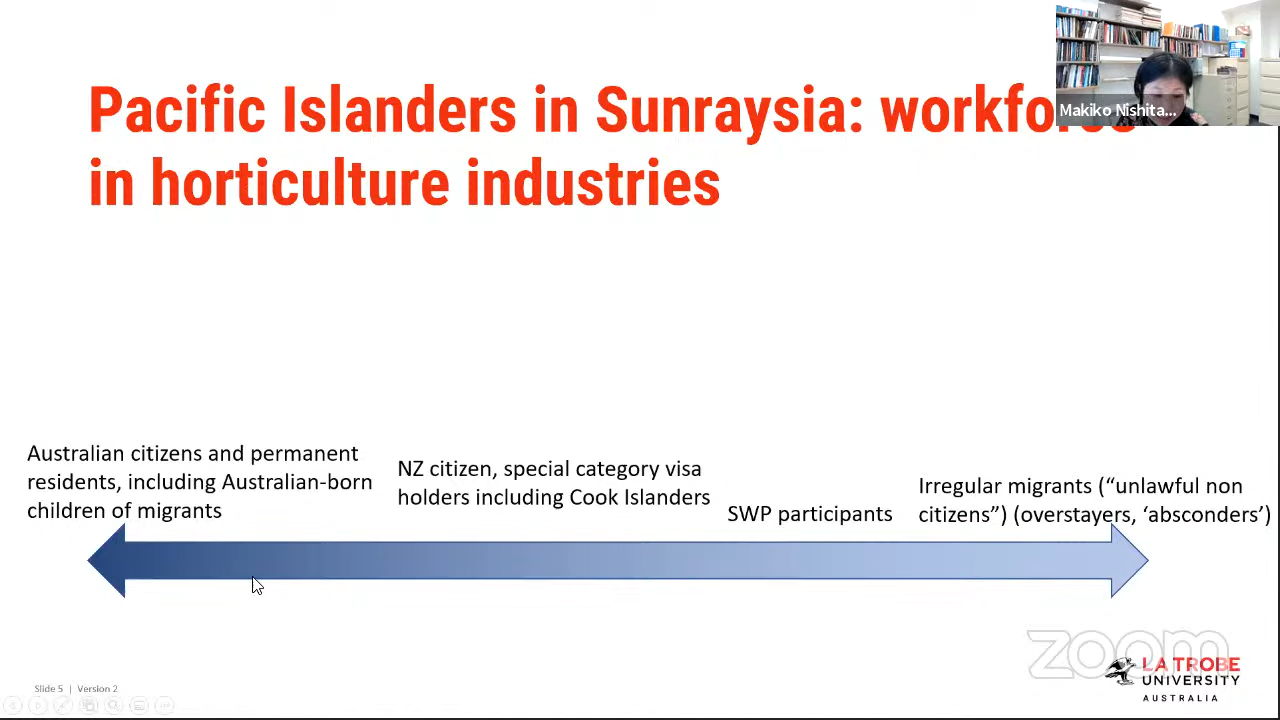 Pacific Islanders in Sunraysia: workforce
in horticulture industries
Makiko Nishita...
Australian citizens and permanent
residents, including Australian-born
children of migrants
NZ citizen, special category visa
holders including Cook Islanders
SWP participants
Irregular migrants (“unlawful non
citizens”) (overstayers, ‘absconders’)
zoom
LA TROBE
UNIVERSITY
AUSTRALIA
Slide 5 | Version 2